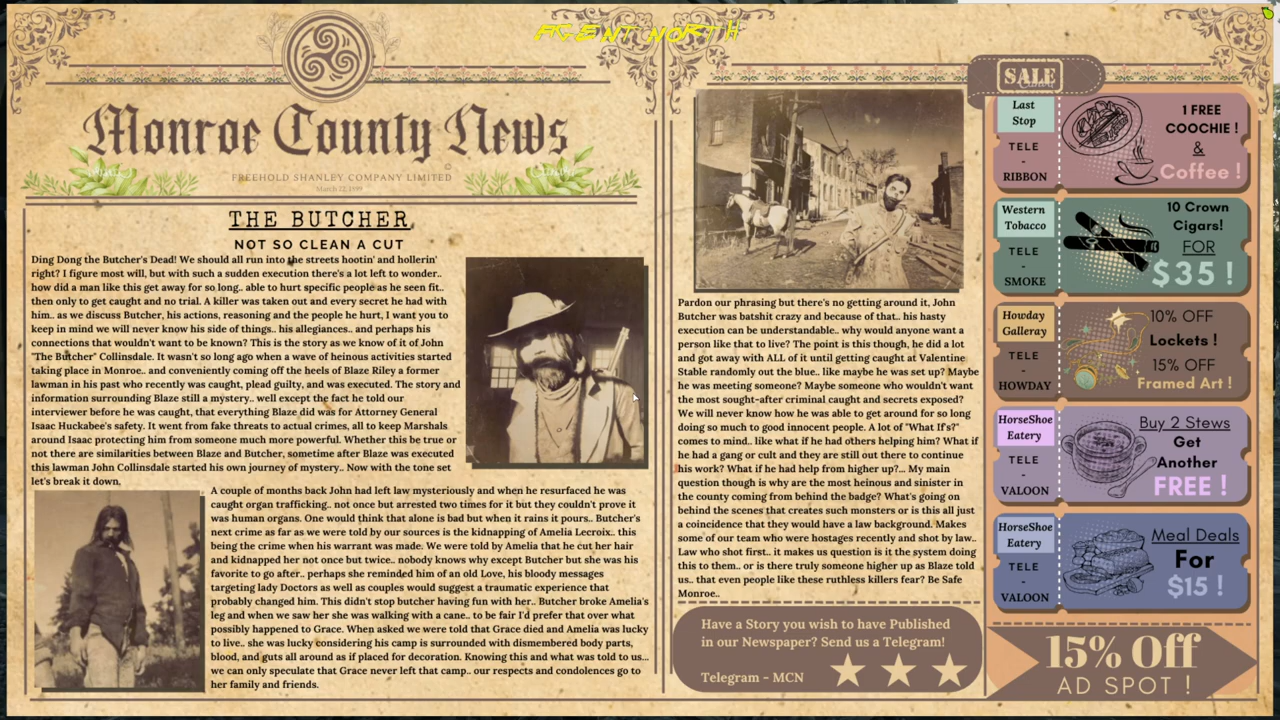 AGENT NORTH
Monroe County News
FREEHOLD SHANLEY COMPANY LIMITED
March 22, 1899
THE BUTCHER
NOT SO CLEAN A CUT
Ding Dong the Butcher's Dead! We should all run into the streets hootin' and hollerin'
right? I figure most will, but with such a sudden execution there's a lot left to wonder..
how did a man like this get away for so long.. able to hurt specific people as he seen fit..
then only to get caught and no trial. A killer was taken out and every secret he had with
him.. as we discuss Butcher, his actions, reasoning and the people he hurt, I want you to
keep in mind we will never know his side of things.. his allegiances.. and perhaps his
connections that wouldn't want to be known? This is the story as we know of it of John
"The Butcher" Collinsdale. It wasn't so long ago when a wave of heinous activities started
taking place in Monroe.. and conveniently coming off the heels of Blaze Riley a former
lawman in his past who recently was caught, plead guilty, and was executed. The story and
information surrounding Blaze still a mystery.. well except the fact he told our
interviewer before he was caught, that everything Blaze did was for Attorney General
Isaac Huckabee's safety. It went from fake threats to actual crimes, all to keep Marshals
around Isaac protecting him from someone much more powerful. Whether this be true or
not there are similarities between Blaze and Butcher, sometime after Blaze was executed
this lawman John Collinsdale started his own journey of mystery.. Now with the tone set
let's break it down,
A couple of months back John had left law mysteriously and when he resurfaced he was
caught organ trafficking.. not once but arrested two times for it but they couldn't prove it
was human organs. One would think that alone is bad but when it rains it pours.. Butcher's
next crime as far as we were told by our sources is the kidnapping of Amelia Lecroix.. this
being the crime when his warrant was made. We were told by Amelia that he cut her hair
and kidnapped her not once but twice.. nobody knows why except Butcher but she was his
favorite to go after.. perhaps she reminded him of an old Love, his bloody messages
targeting lady Doctors as well as couples would suggest a traumatic experience that
probably changed him. This didn't stop butcher having fun with her.. Butcher broke Amelia's
leg and when we saw her she was walking with a cane.. to be fair I'd prefer that over what
possibly happened to Grace. When asked we were told that Grace died and Amelia was lucky
to live.. she was lucky considering his camp is surrounded with dismembered body parts,
blood, and guts all around as if placed for decoration. Knowing this and what was told to us...
we can only speculate that Grace never left that camp.. our respects and condolences go to
her family and friends.
Pardon our phrasing but there's no getting around it, John
Butcher was batshit crazy and because of that.. his hasty
execution can be understandable.. why would anyone want a
person like that to live? The point is this though, he did a lot
and got away with ALL of it until getting caught at Valentine
Stable randomly out the blue.. like maybe he was set up? Maybe
he was meeting someone? Maybe someone who wouldn't want
the most sought-after criminal caught and secrets exposed?
We will never know how he was able to get around for so long
doing so much to good innocent people. A lot of "What If's?"
comes to mind.. like what if he had others helping him? What if
he had a gang or cult and they are still out there to continue
his work? What if he had help from higher up?... My main
question though is why are the most heinous and sinister in
the county coming from behind the badge? What's going on
behind the scenes that creates such monsters or is this all just
a coincidence that they would have a law background. Makes
some of our team who were hostages recently and shot by law..
Law who shot first.. it makes us question is it the system doing
this to them.. or is there truly someone higher up as Blaze told
us.. that even people like these ruthless killers fear? Be Safe
Monroe..
Have a Story you wish to have Published
in our Newspaper? Send us a Telegram!
Telegram - MCN
SALE
Last
Stop
TELE
-
RIBBON
1 FREE
COOCHIE !
&
Coffee !
Western
Tobacco
TELE
-
SMOKE
10 Crown
Cigars!
FOR
$35 !
Howday
Galleray
TELE
-
HOWDAY
10% OFF
Lockets !
15% OFF
Framed Art !
HorseShoe
Eatery
TELE
-
VALOON
Buy 2 Stews
Get
Another
FREE !
HorseShoe
Eatery
TELE
-
VALOON
Meal Deals
For
$15 !
15% Off
AD SPOT !